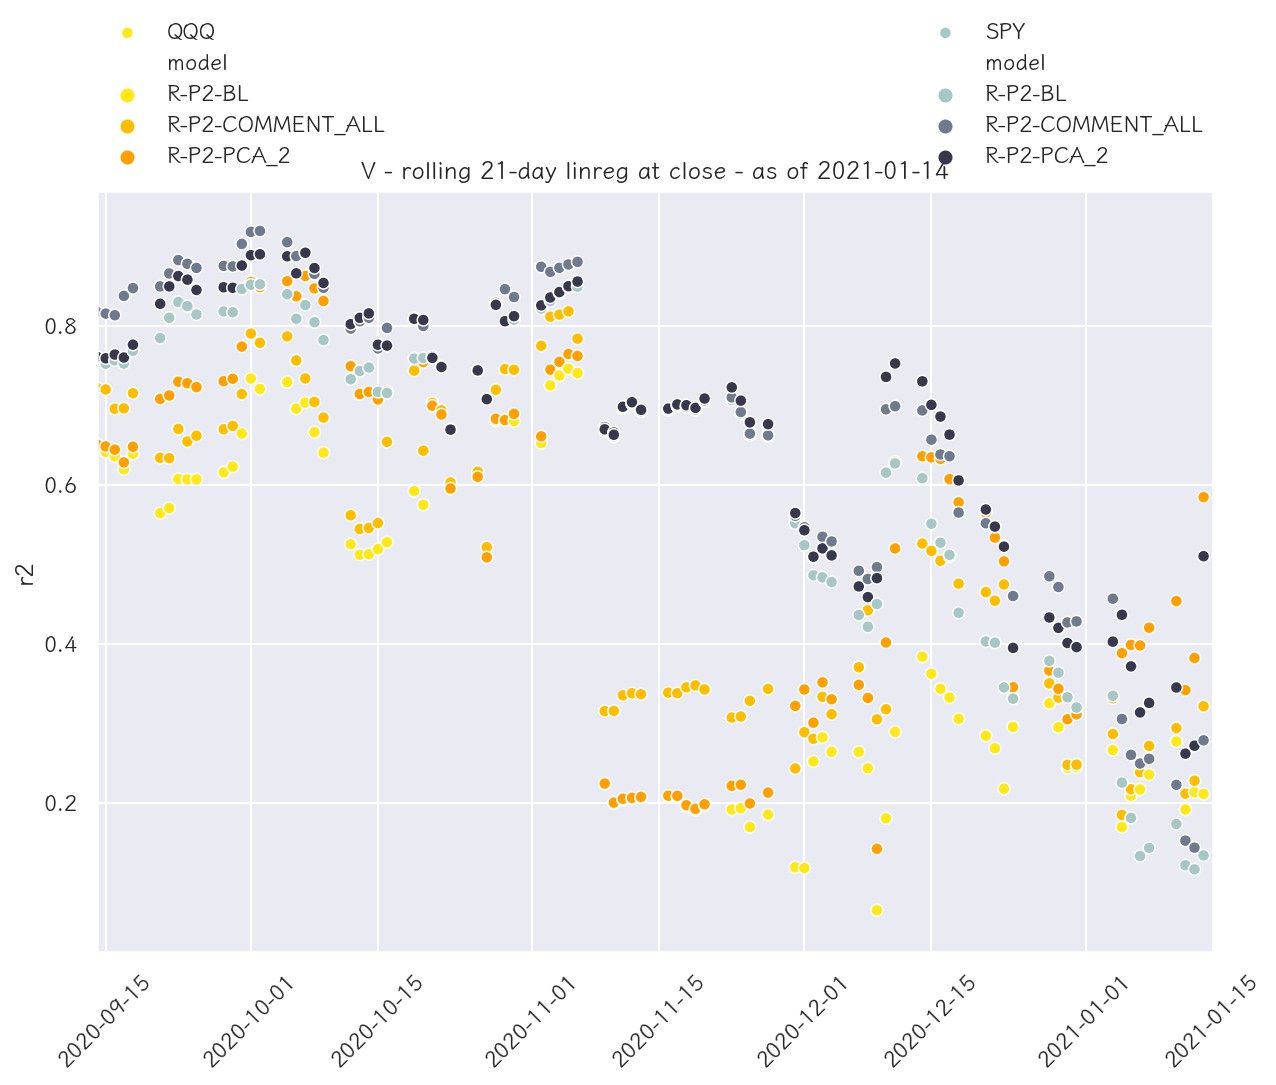 QQQ
model
R-P2-BL
R-P2-COMMENT_ALL
R-P2-PCA_2
SPY
model
R-P2-BL
R-P2-COMMENT_ALL
R-P2-PCA_2
V - rolling 21-day linreg at close - as of 2021-01-14
r2
0.8
0.6
0.4
0.2
2020-09-15
2020-10-01
2020-10-15
2020-11-01
2020-11-15
2020-12-01
2020-12-15
2021-01-01
2021-01-15